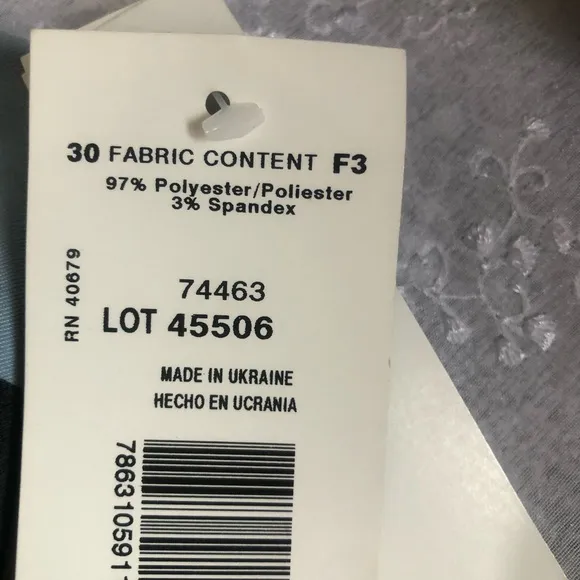 30 FABRIC CONTENT F3
97% Polyester/Poliester
3% Spandex
RN 40679
74463
LOT 45506
MADE IN UKRAINE
HECHO EN UCRANIA
786310591